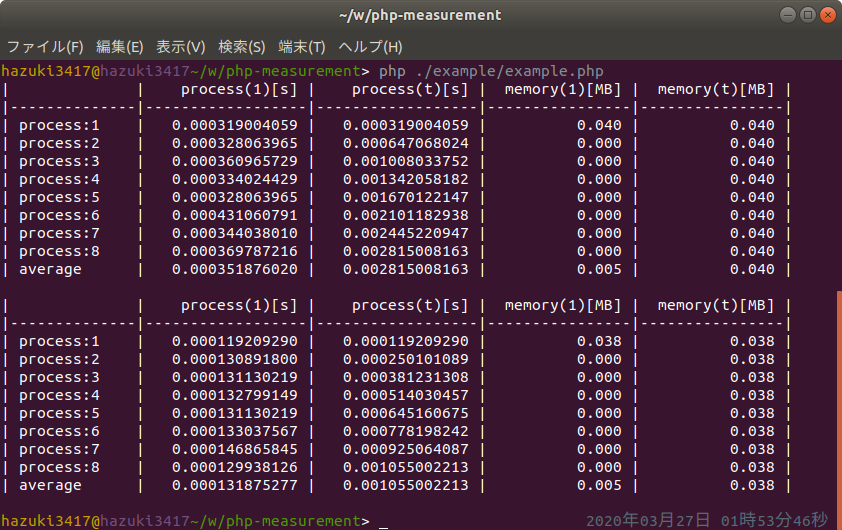 ~/w/php-measurement
ファイル(F) 編集(E) 表示(V) 検索(S) 端末(T) ヘルプ(H)
hazuki3417@hazuki3417~/w/php-measurement> php ./example/example.php
|              |    process(1)[s] |    process(t)[s] |  memory(1)[MB] |  memory(t)[MB] |
|--------------|------------------|------------------|----------------|----------------|
| process:1    |   0.000319004059 |   0.000319004059 |          0.040 |          0.040 |
| process:2    |   0.000328063965 |   0.000647068024 |          0.000 |          0.040 |
| process:3    |   0.000360965729 |   0.001008033752 |          0.000 |          0.040 |
| process:4    |   0.000334024429 |   0.001342058182 |          0.000 |          0.040 |
| process:5    |   0.000328063965 |   0.001670122147 |          0.000 |          0.040 |
| process:6    |   0.000431060791 |   0.002101182938 |          0.000 |          0.040 |
| process:7    |   0.000344038010 |   0.002445220947 |          0.000 |          0.040 |
| process:8    |   0.000369787216 |   0.002815008163 |          0.000 |          0.040 |
| average      |   0.000351876020 |   0.002815008163 |          0.005 |          0.040 |
|              |    process(1)[s] |    process(t)[s] |  memory(1)[MB] |  memory(t)[MB] |
|--------------|------------------|------------------|----------------|----------------|
| process:1    |   0.000119209290 |   0.000119209290 |          0.038 |          0.038 |
| process:2    |   0.000130891800 |   0.000250101089 |          0.000 |          0.038 |
| process:3    |   0.000131130219 |   0.000381231308 |          0.000 |          0.038 |
| process:4    |   0.000132799149 |   0.000514030457 |          0.000 |          0.038 |
| process:5    |   0.000131130219 |   0.000645160675 |          0.000 |          0.038 |
| process:6    |   0.000133037567 |   0.000778198242 |          0.000 |          0.038 |
| process:7    |   0.000146865845 |   0.000925064087 |          0.000 |          0.038 |
| process:8    |   0.000129938126 |   0.001055002213 |          0.000 |          0.038 |
| average      |   0.000131875277 |   0.001055002213 |          0.005 |          0.038 |
hazuki3417@hazuki3417~/w/php-measurement> _ 2020年03月27日 01時53分46秒